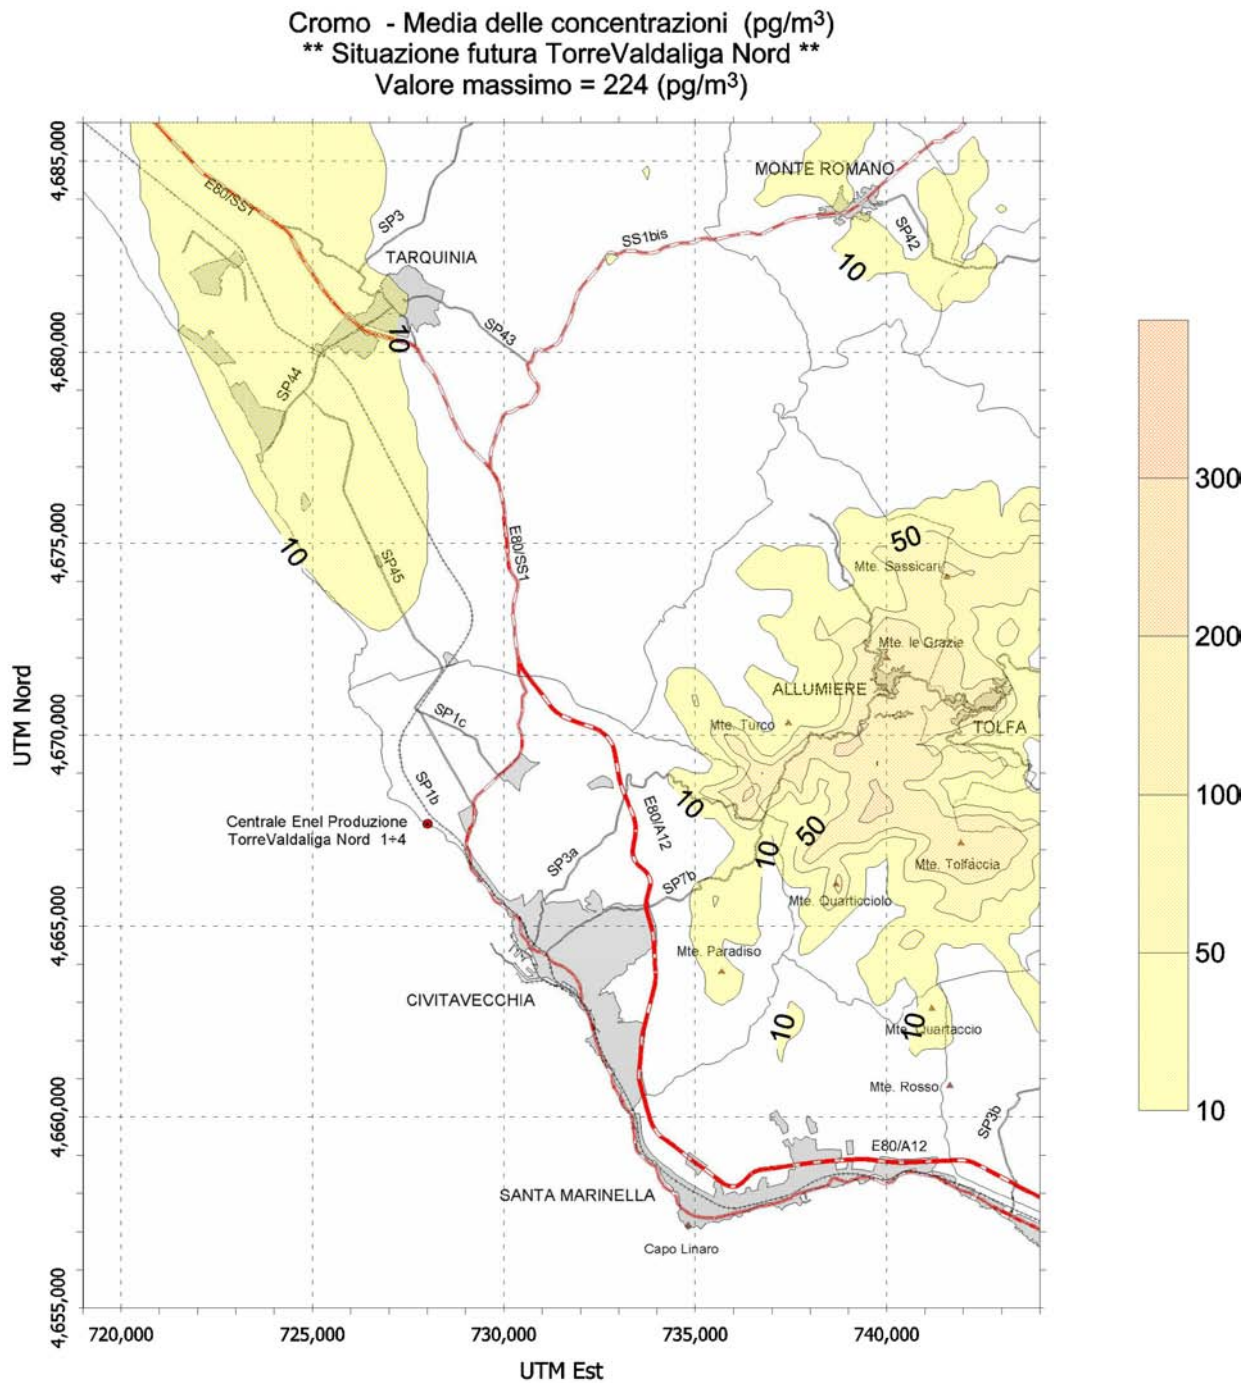 Cromo - Media delle concentrazioni (pg/m³)
** Situazione futura TorreValdaliga Nord **
Valore massimo = 224 (pg/m³)
UTM Nord
4,685,000
4,680,000
4,675,000
4,670,000
4,665,000
4,660,000
4,655,000
MONTE ROMANO
E80/SS1
SP3
SS1bis
SP42
TARQUINIA
10
10
SP43
SP44
10
SP45
E80/SS1
50
Mte. Sassicari
Mte. le Grazie
ALLUMIERE
SP1c
Mte. Turco
TOLFA
SP1b
10
E80/A12
50
Centrale Enel Produzione
TorreValdaliga Nord 1÷4
10
SP3a
SP7b
Mte. Tolfaccia
Mte. Quarticciolo
Mte. Paradiso
CIVITAVECCHIA
10
10
Mte. Quartaccio
Mte. Rosso
SP3b
E80/A12
SANTA MARINELLA
Capo Linaro
720,000
725,000
730,000
735,000
740,000
UTM Est
300
200
100
50
10